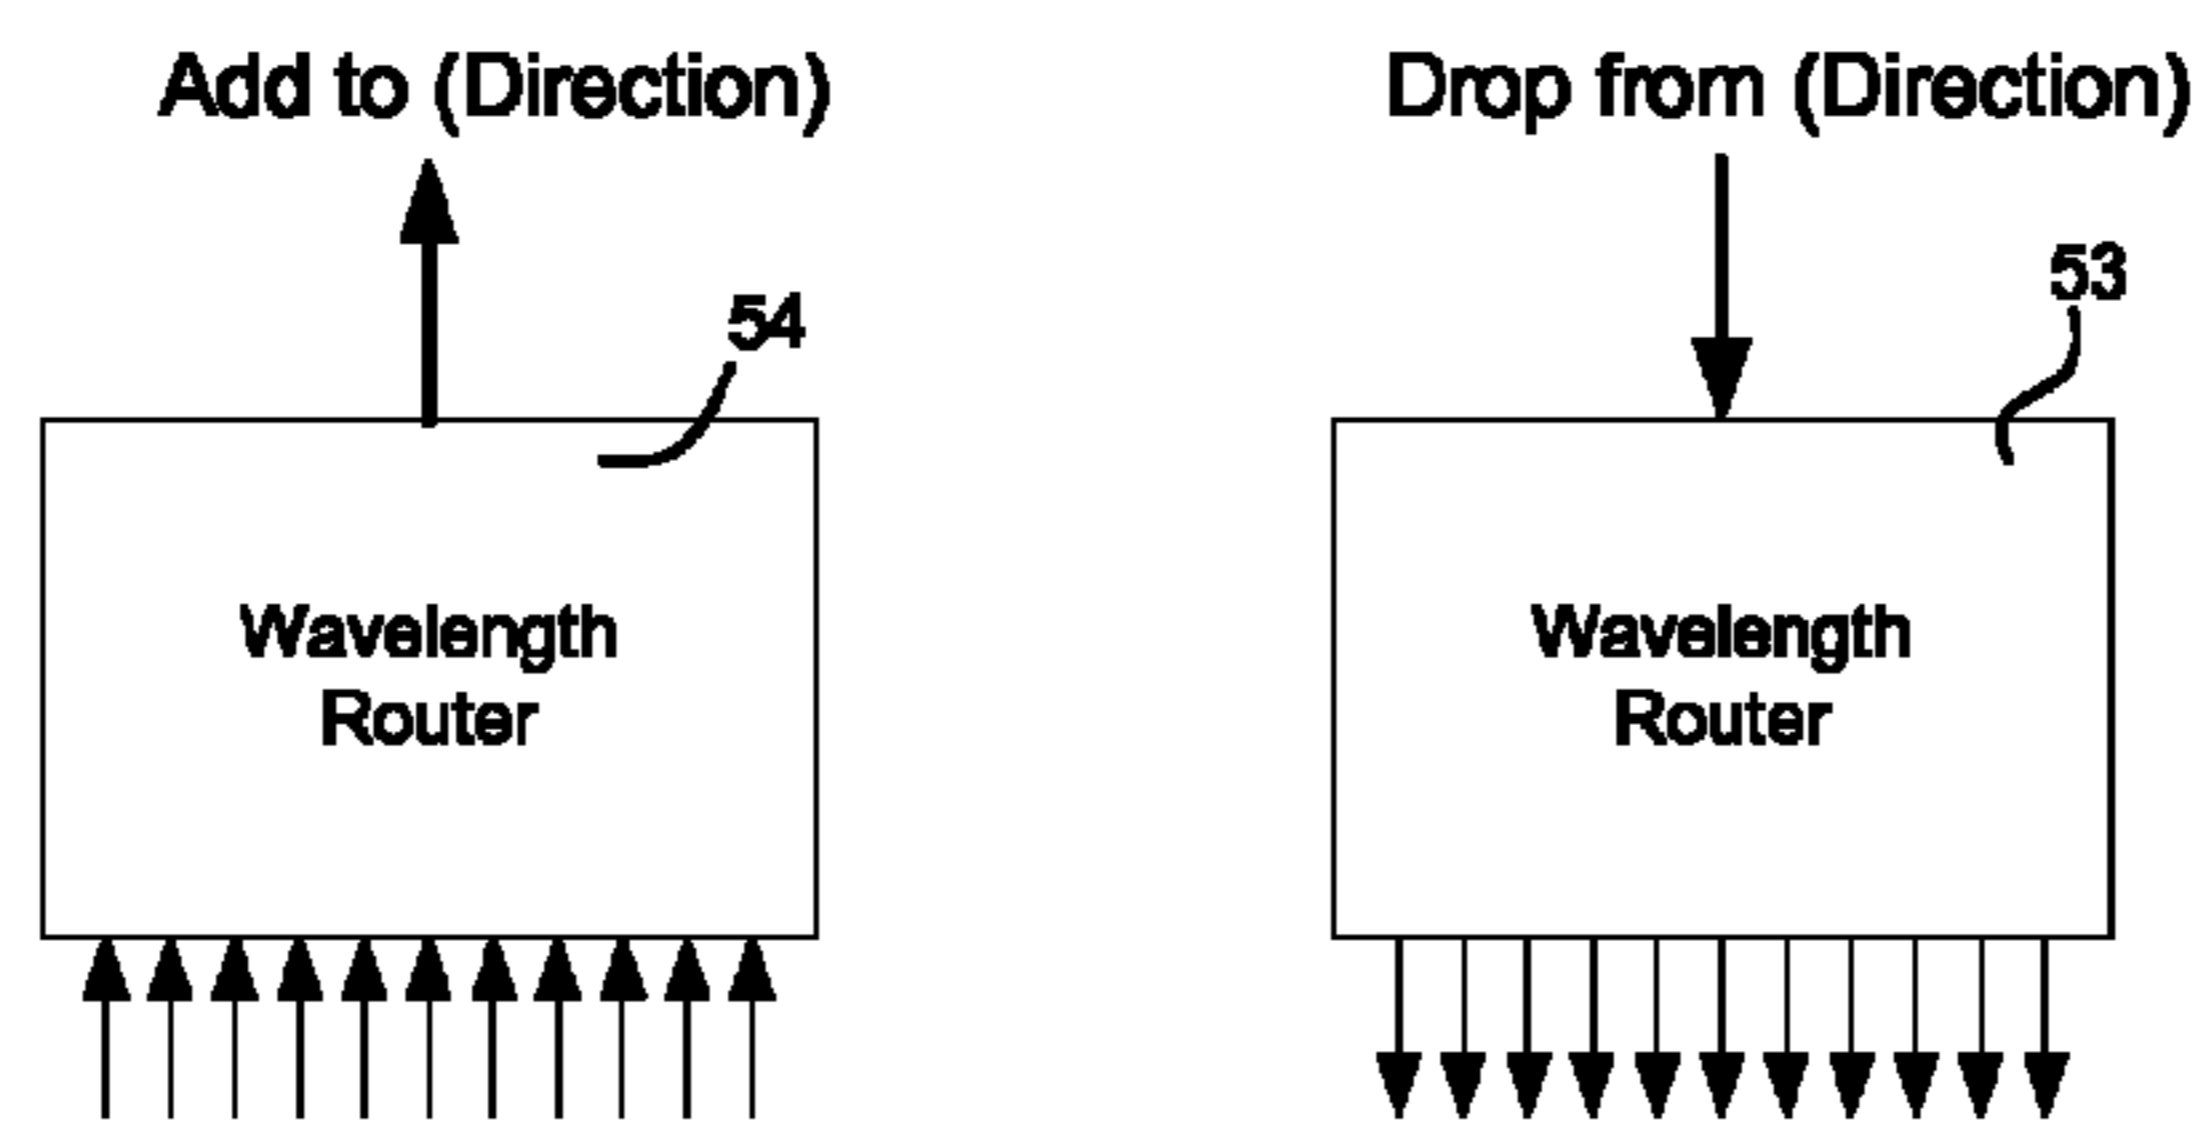 Add to (Direction)
54
Wavelength
Router
Drop from (Direction)
53
Wavelength
Router